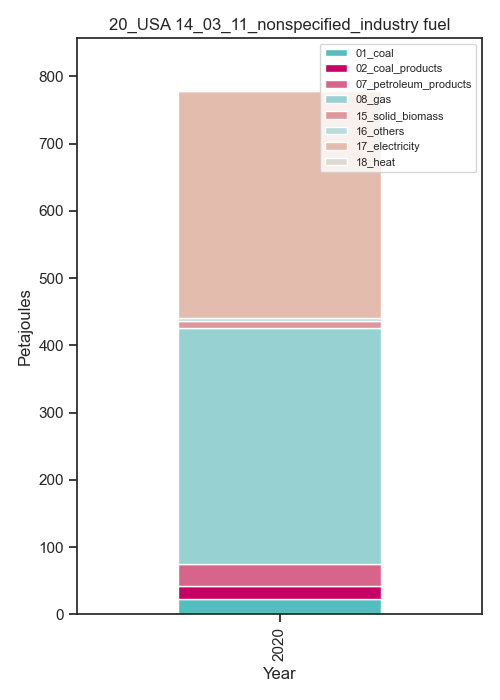 20_USA 14_03_11_nonspecified_industry fuel
01_coal
02_coal_products
07_petroleum_products
08_gas
15_solid_biomass
16_others
17_electricity
18_heat
800
700
600
500
400
300
200
100
0
Petajoules
2020
Year